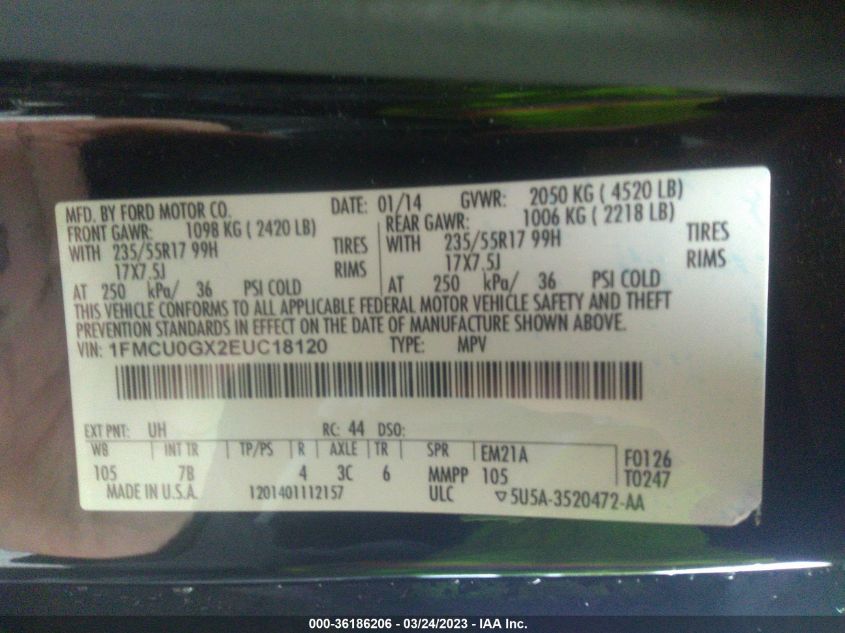 MFD. BY FORD MOTOR CO. DATE: 01/14 GVWR: 2050 KG ( 4520 LB)
FRONT GAWR: 1098 KG ( 2420 LB) REAR GAWR: 1006 KG ( 2218 LB)
WITH 235/55R17 99H TIRES WITH 235/55R17 99H TIRES
17X7.5J RIMS 17X7.5J RIMS
AT 250 kPa/ 36 PSI COLD AT 250 kPa/ 36 PSI COLD
THIS VEHICLE CONFORMS TO ALL APPLICABLE FEDERAL MOTOR VEHICLE SAFETY AND THEFT
PREVENTION STANDARDS IN EFFECT ON THE DATE OF MANUFACTURE SHOWN ABOVE.
VIN: 1FMCU0GX2EUC18120 TYPE: MPV
EXT PNT: UH RC: 44 DSO:
WB INT TR TP/PS R AXLE TR SPR EM21A F0126
105 7B 4 3C 6 MMPP 105 T0247
MADE IN U.S.A. 1201401112157 ULC ▽5U5A-3520472-AA
000-36186206 - 03/24/2023 - IAA Inc.